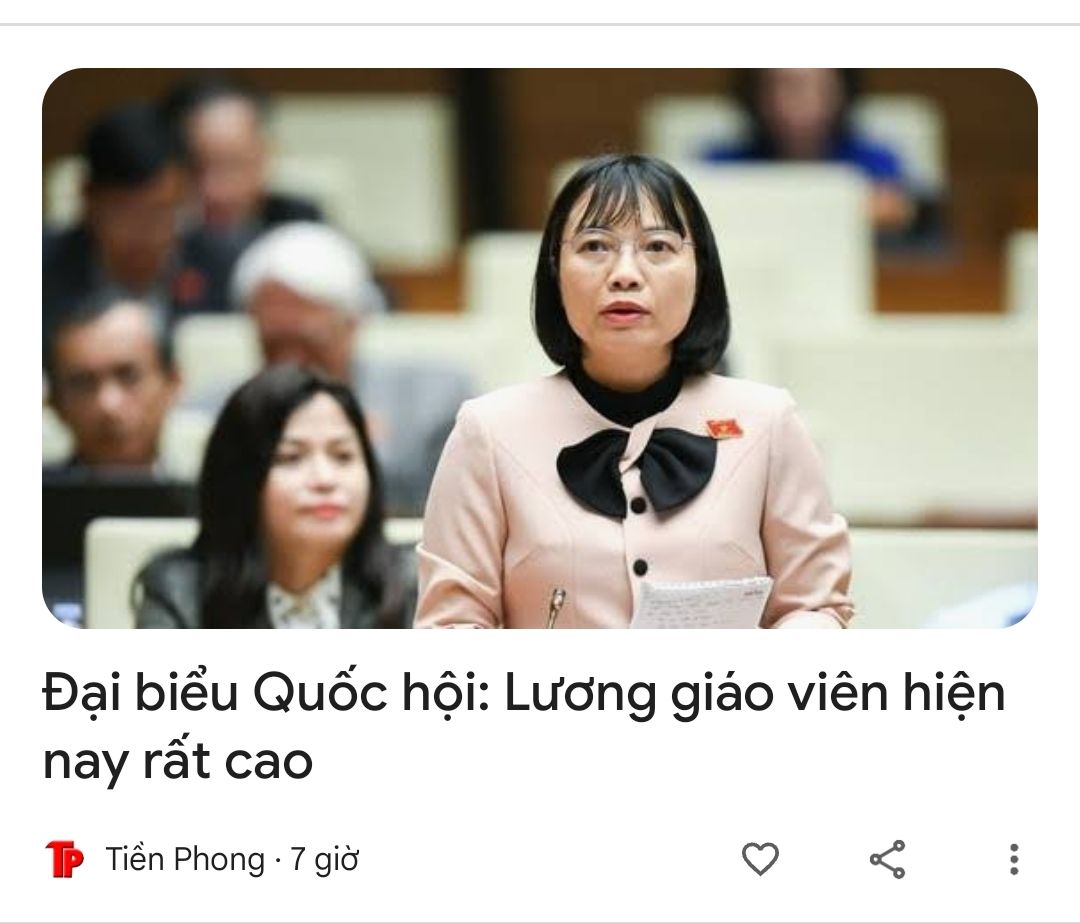 Đại biểu Quốc hội: Lương giáo viên hiện
nay rất cao
TP Tiền Phong · 7 giờ